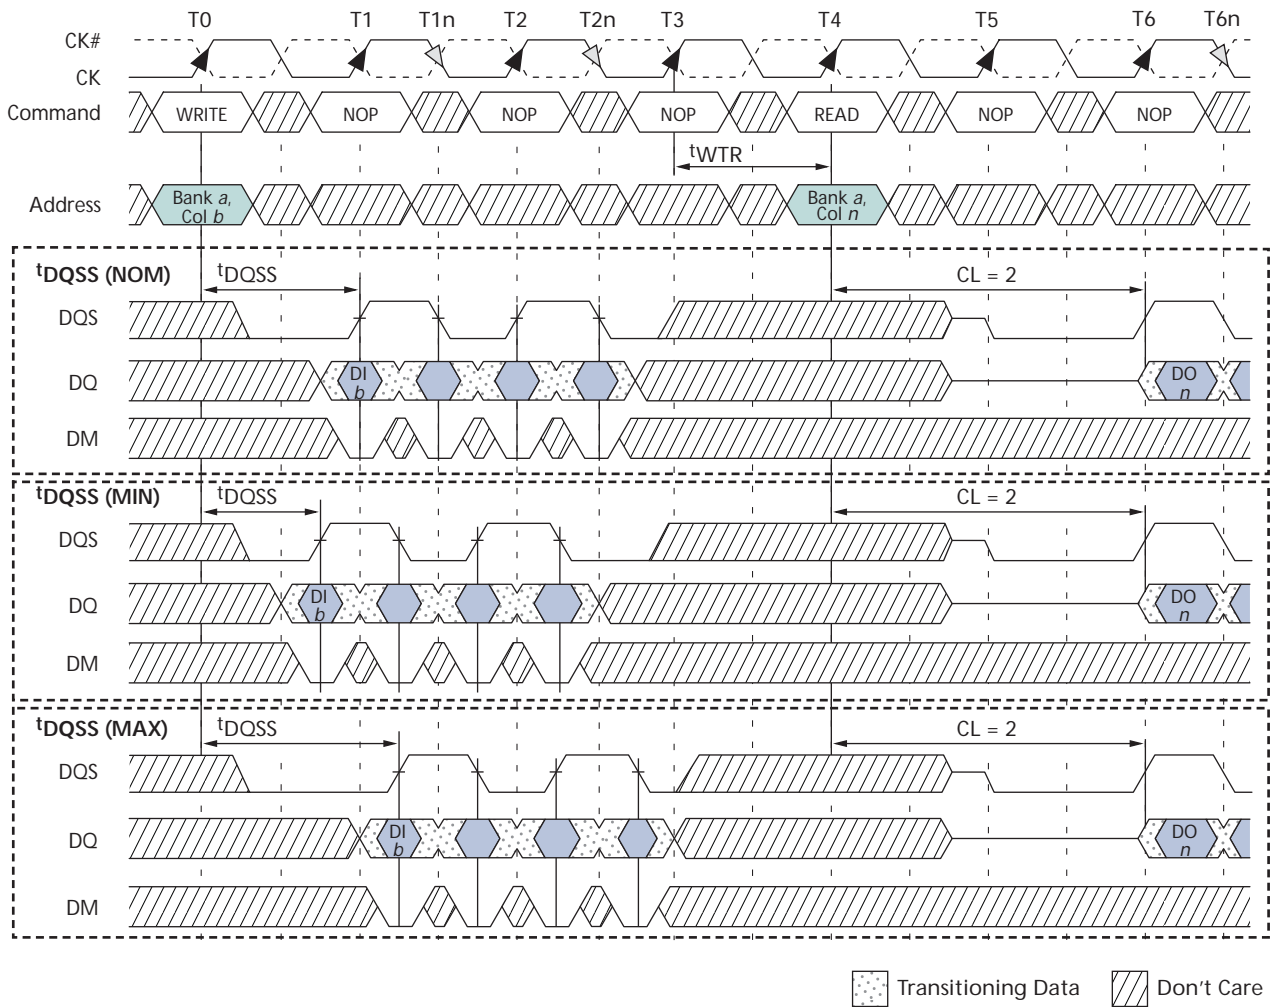 T0 T1 T1n T2 T2n T3 T4 T5 T6 T6n
CK#
CK
Command WRITE NOP NOP NOP READ NOP NOP
tWTR
Address Bank a, Col b Bank a, Col n
tDQSS (NOM) tDQSS CL = 2
DQS
DQ DI b DO n
DM
tDQSS (MIN) tDQSS CL = 2
DQS
DQ DI b DO n
DM
tDQSS (MAX) tDQSS CL = 2
DQS
DQ DI b DO n
DM
Transitioning Data Don't Care